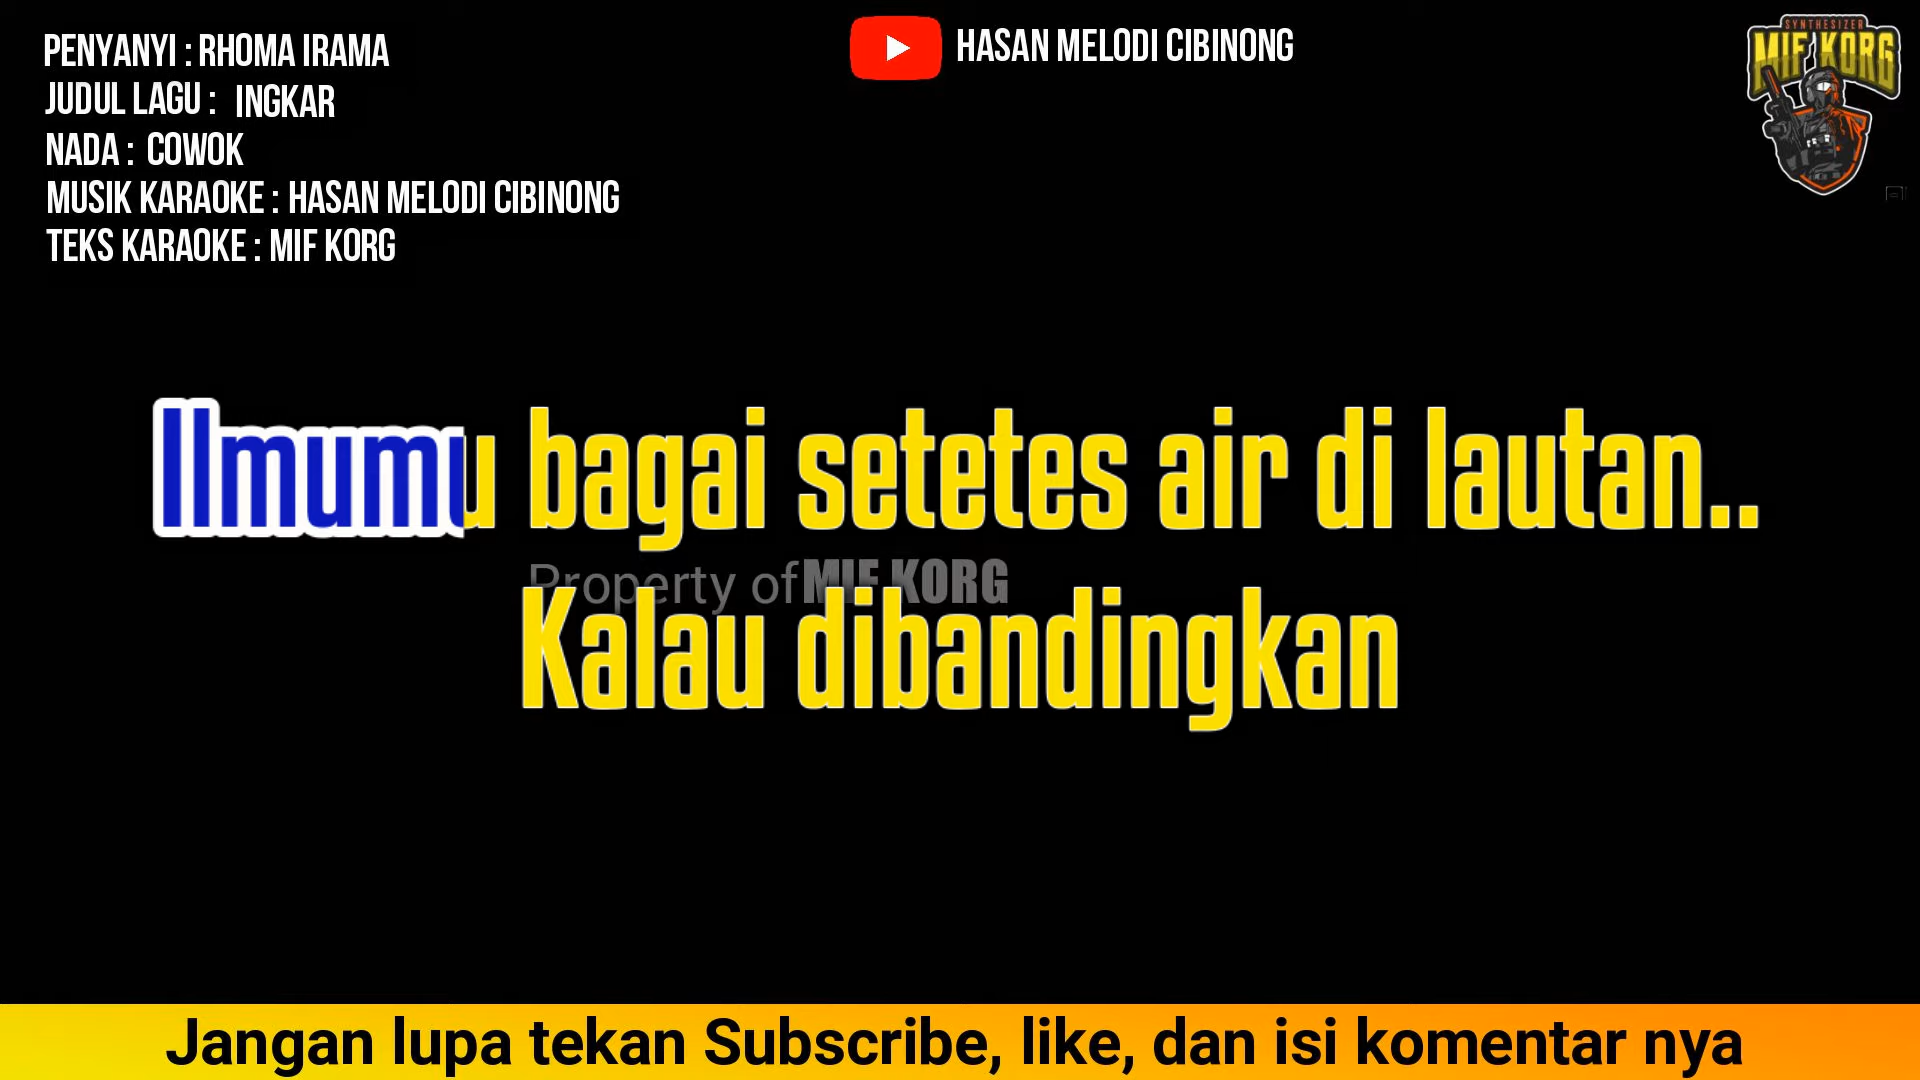 PENYANYI : RHOMA IRAMA
JUDUL LAGU : INGKAR
NADA : COWOK
MUSIK KARAOKE : HASAN MELODI CIBINONG
TEKS KARAOKE : MIF KORG
HASAN MELODI CIBINONG
SYNTHESIZER
MIF KORG
Ilmumu bagai setetes air di lautan..
Property of MIF KORG
Kalau dibandingkan
Jangan lupa tekan Subscribe, like, dan isi komentar nya